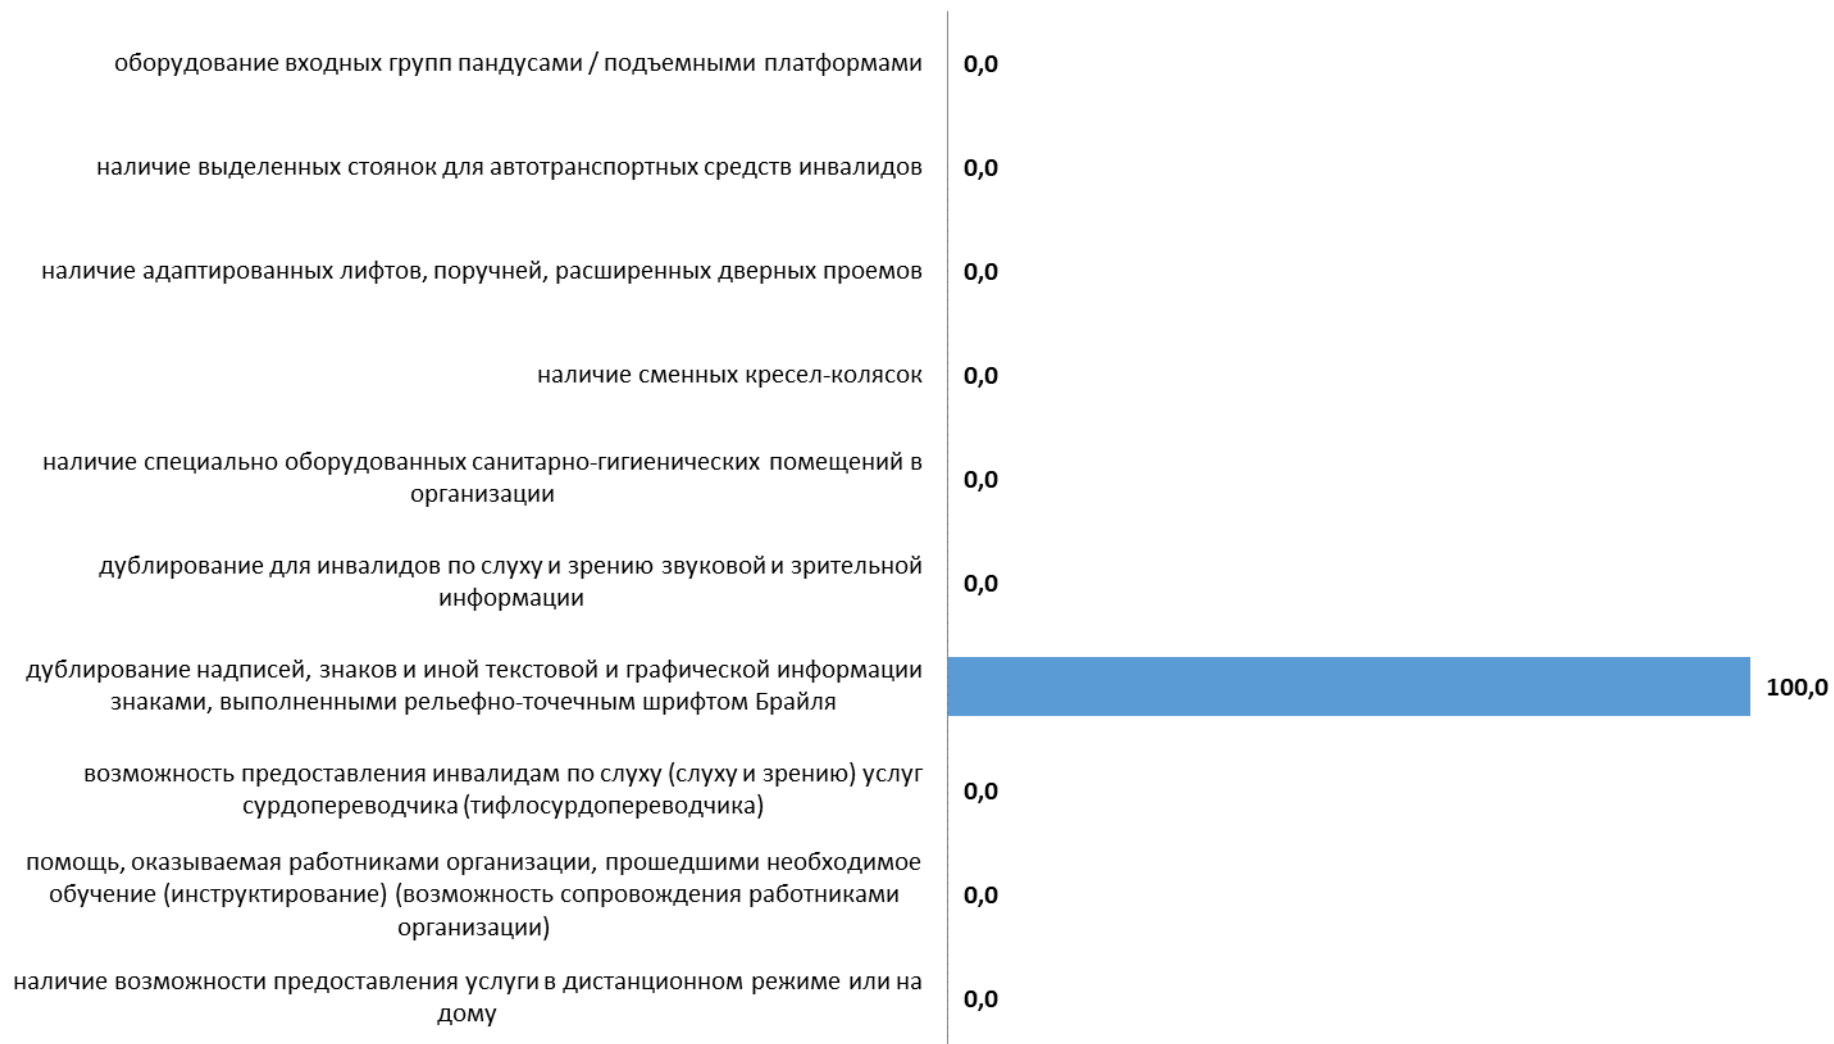 оборудование входных групп пандусами / подъемными платформами
0,0
наличие выделенных стоянок для автотранспортных средств инвалидов
0,0
наличие адаптированных лифтов, поручней, расширенных дверных проемов
0,0
наличие сменных кресел-колясок
0,0
наличие специально оборудованных санитарно-гигиенических помещений в
организации
0,0
дублирование для инвалидов по слуху и зрению звуковой и зрительной
информации
0,0
дублирование надписей, знаков и иной текстовой и графической информации
знаками, выполненными рельефно-точечным шрифтом Брайля
100,0
возможность предоставления инвалидам по слуху (слуху и зрению) услуг
сурдопереводчика (тифлосурдопереводчика)
0,0
помощь, оказываемая работниками организации, прошедшими необходимое
обучение (инструктирование) (возможность сопровождения работниками
организации)
0,0
наличие возможности предоставления услуги в дистанционном режиме или на
дому
0,0